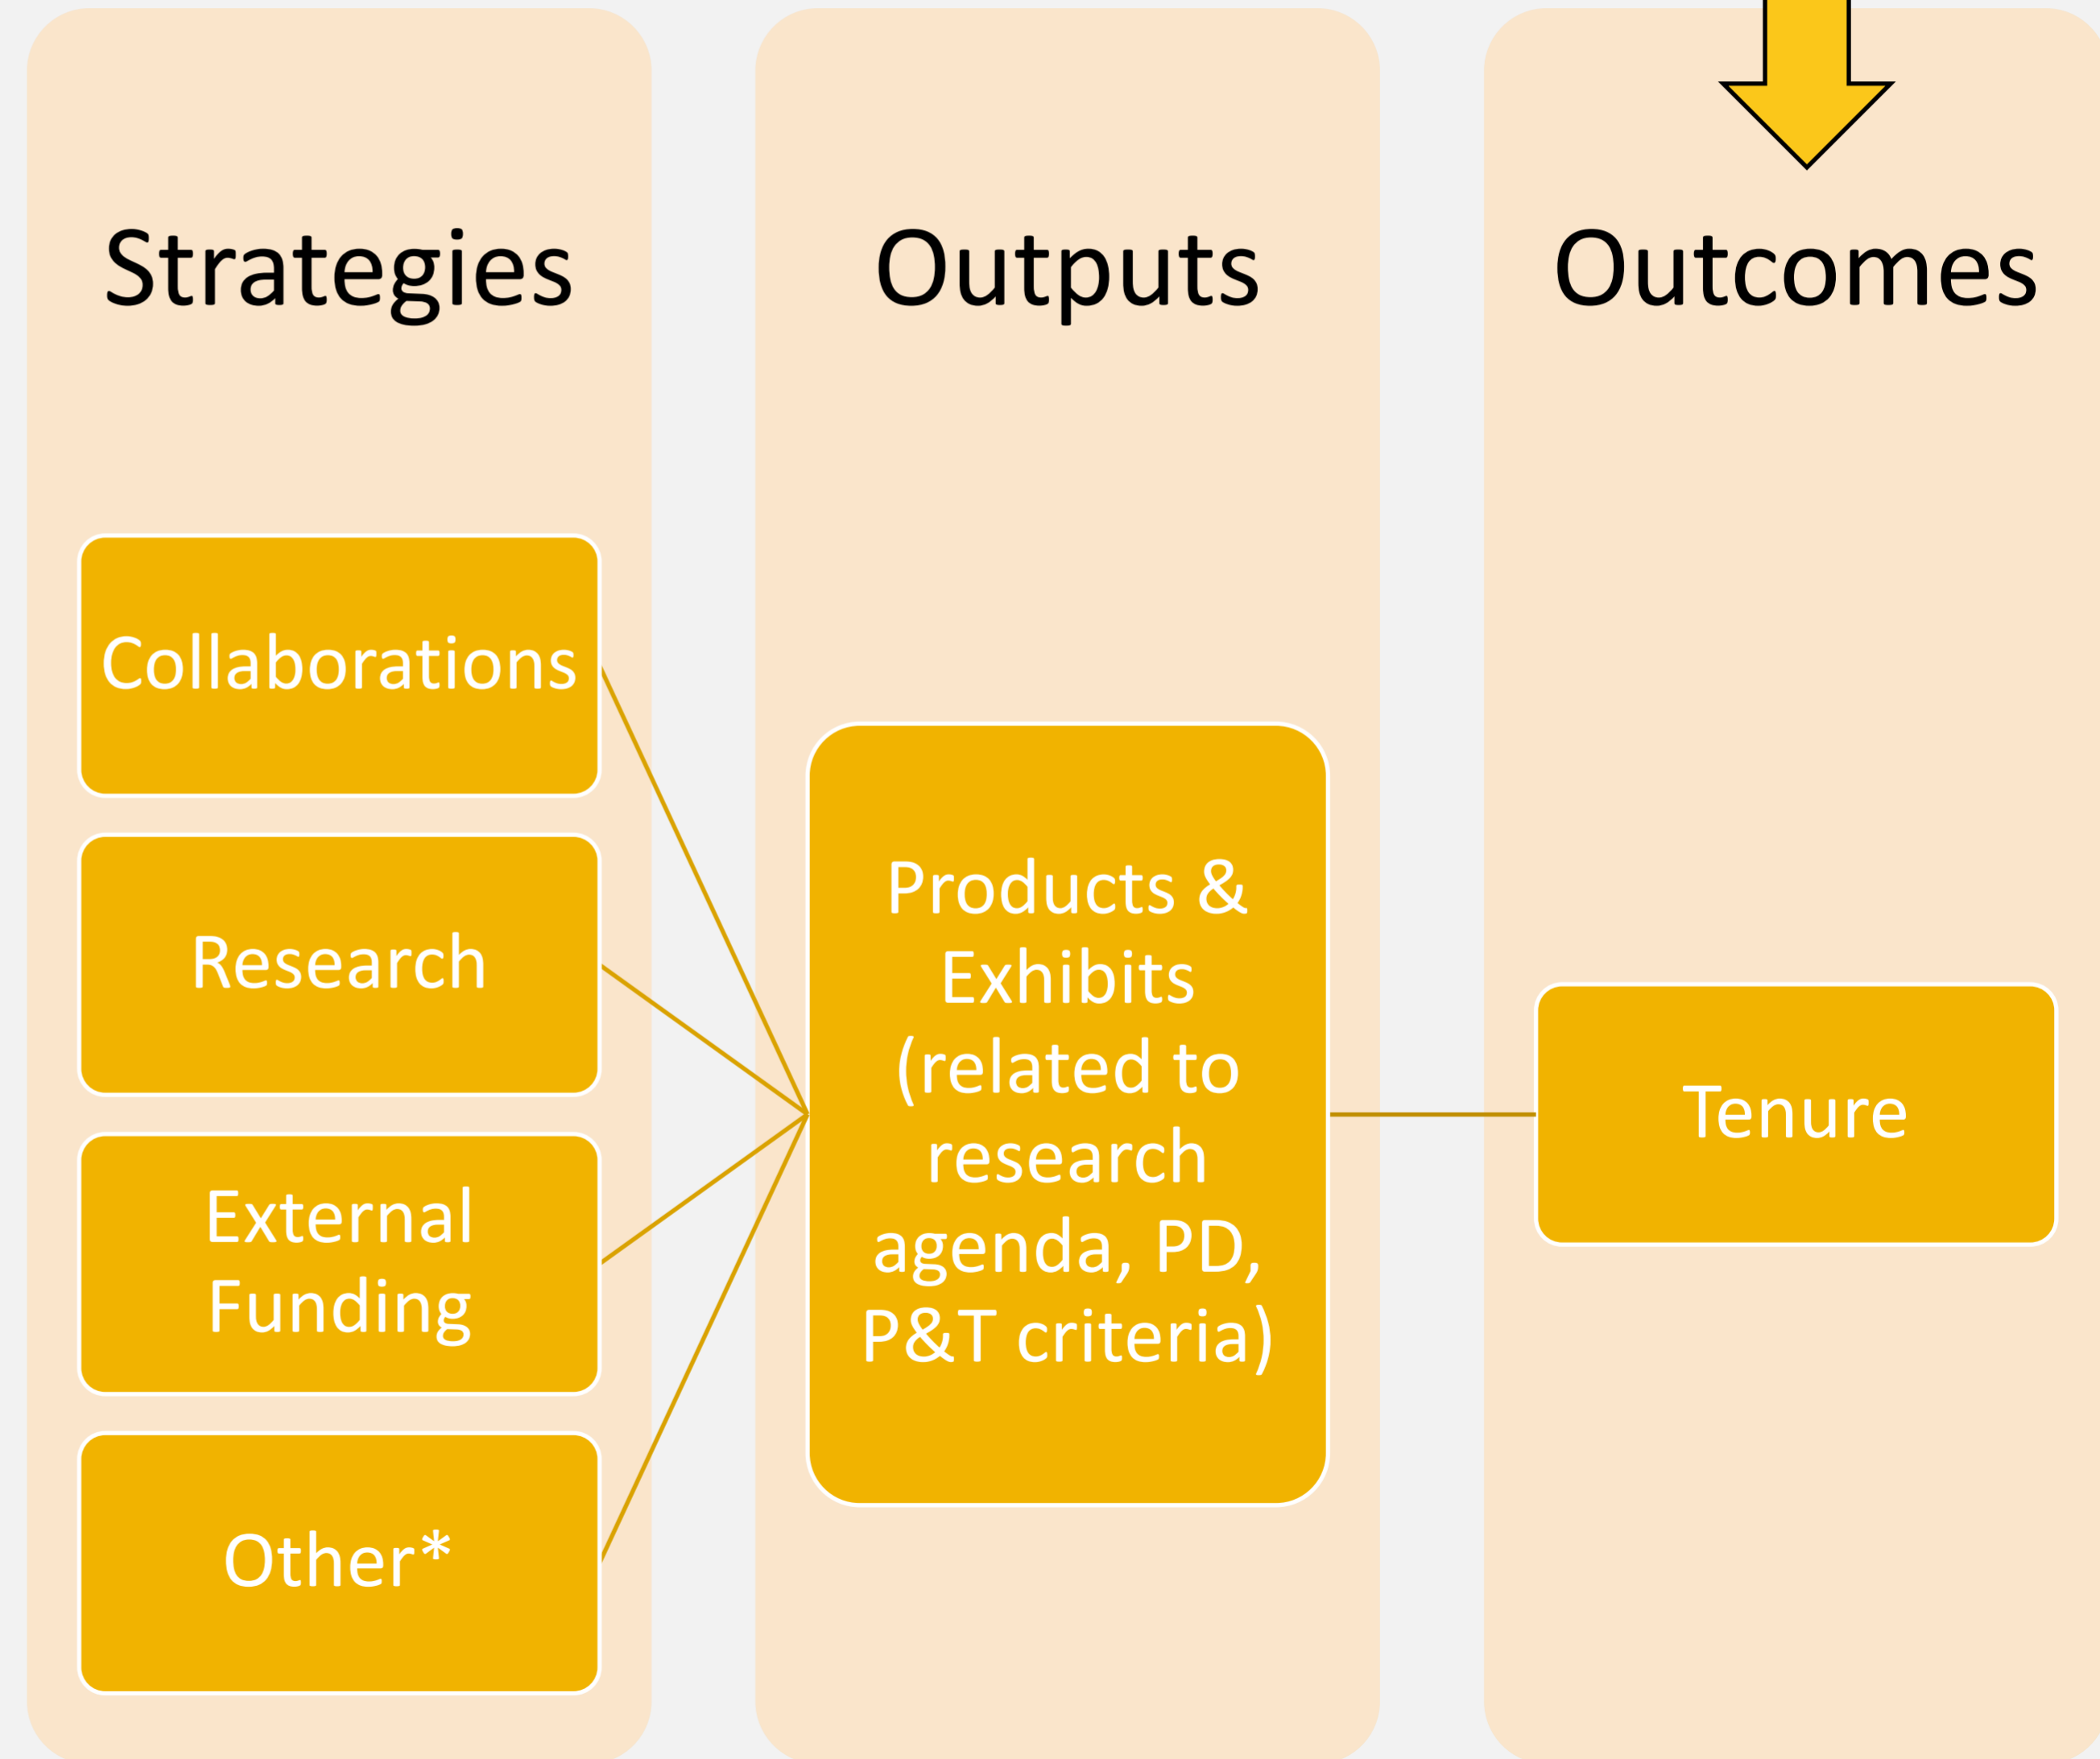 Strategies
Outputs
Outcomes
Collaborations
Research
External
Funding
Other*
Products &
Exhibits
(related to
research
agenda, PD,
P&T criteria)
Tenure